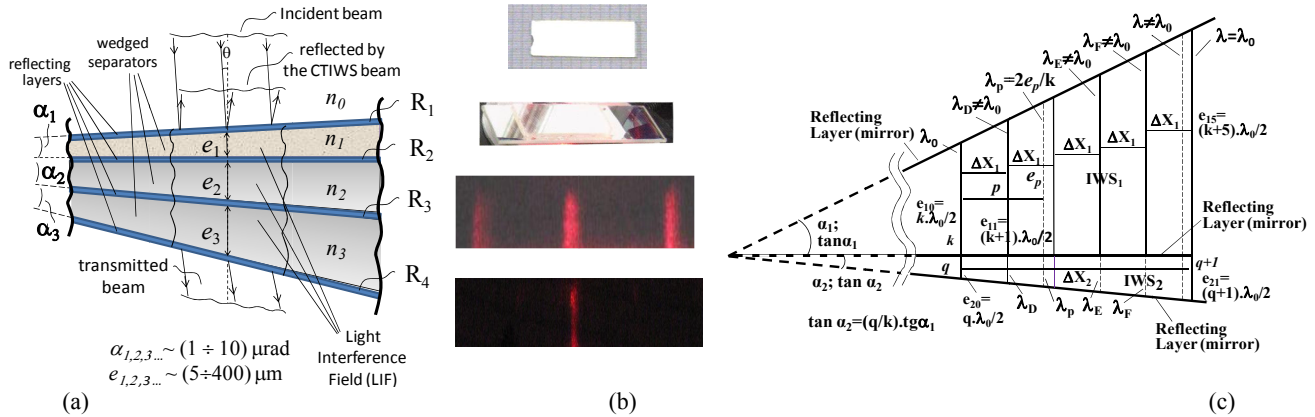 Incident beam
θ
wedged
separators
reflected by
the CTIWS beam
reflecting
layers
n0
R1
α1
e1
n1
R2
α2
e2
n2
R3
α3
e3
n3
R4
transmitted
beam
Light
Interference
Field (LIF)
α1,2,3...~ (1 ÷ 10) μrad
e1,2,3...~ (5÷400) μm
(a)
(b)
λ≠λ0
λF≠λ0
λ=λ0
λE≠λ0
λp=2ep/k
λD≠λ0
Reflecting
Layer (mirror)
λ0
e15=
(k+5).λ0/2
ΔX1
ΔX1
ΔX1
ΔX1
ΔX1
p
ep
IWS1
e10=
k.λ0/2
e11=
(k+1).λ0/2
Reflecting
Layer (mirror)
α1;
tanα1
k
q
q+1
α2; tan α2
ΔX2
IWS2
e21=
(q+1).λ0/2
e20=
q.λ0/2
λD
λp
λE
λF
tan α2=(q/k).tgα1
Reflecting
Layer (mirror)
(c)